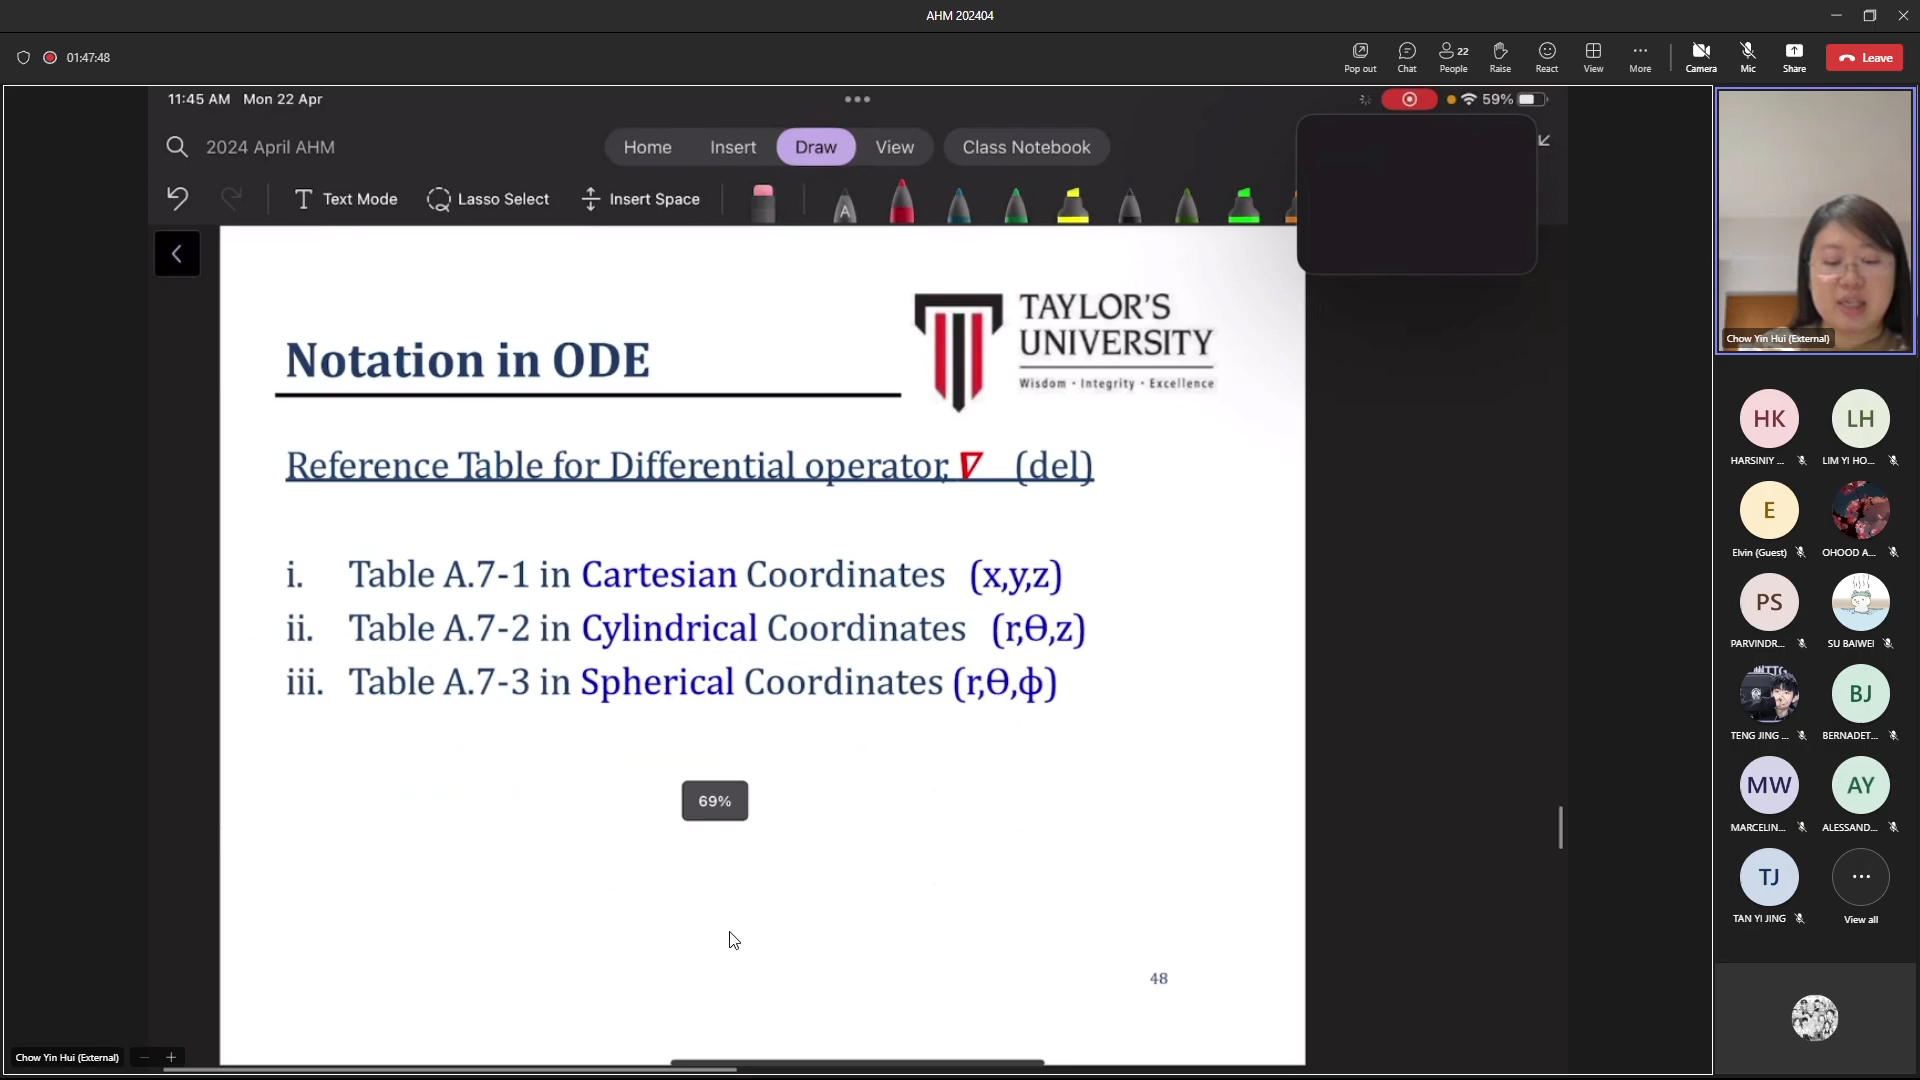 AHM 202404
01:47:48
Pop out
Chat
22
People
Raise
React
View
More
Camera
Mic
Share
Leave
11:45 AM Mon 22 Apr
59%
2024 April AHM
Home
Insert
Draw
View
Class Notebook
Text Mode
Lasso Select
Insert Space
A
TAYLOR'S
UNIVERSITY
Wisdom · Integrity · Excellence
Notation in ODE
Reference Table for Differential operator, ∇ (del)
i. Table A.7-1 in Cartesian Coordinates (x,y,z)
ii. Table A.7-2 in Cylindrical Coordinates (r,ϴ,z)
iii. Table A.7-3 in Spherical Coordinates (r,ϴ,ф)
69%
48
Chow Yin Hui (External)
Chow Yin Hui (External)
HK
LH
HARSINIY ...
LIM YI HO...
E
Elvin (Guest)
OHOOD A...
PS
PARVINDR...
SU BAIWEI
TENG JING ...
BJ
BERNADET...
MW
AY
MARCELIN...
ALESSAND...
TJ
TAN YI JING
View all